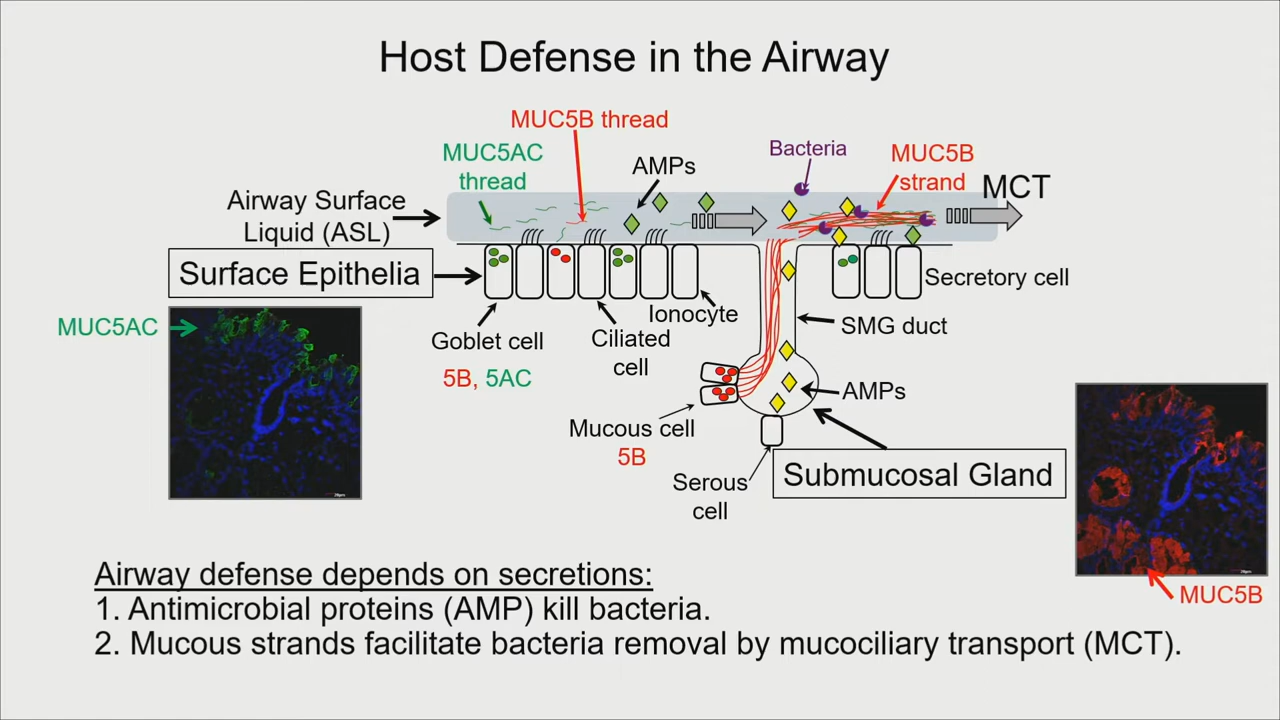 Host Defense in the Airway
MUC5B thread
MUC5AC
thread
AMPs
Bacteria
MUC5B
strand
MCT
Airway Surface
Liquid (ASL)
Surface Epithelia
Secretory cell
Ionocyte
Goblet cell
5B, 5AC
Ciliated
cell
SMG duct
MUC5AC
AMPs
Mucous cell
5B
Submucosal Gland
Serous
cell
MUC5B
Airway defense depends on secretions:
1. Antimicrobial proteins (AMP) kill bacteria.
2. Mucous strands facilitate bacteria removal by mucociliary transport (MCT).